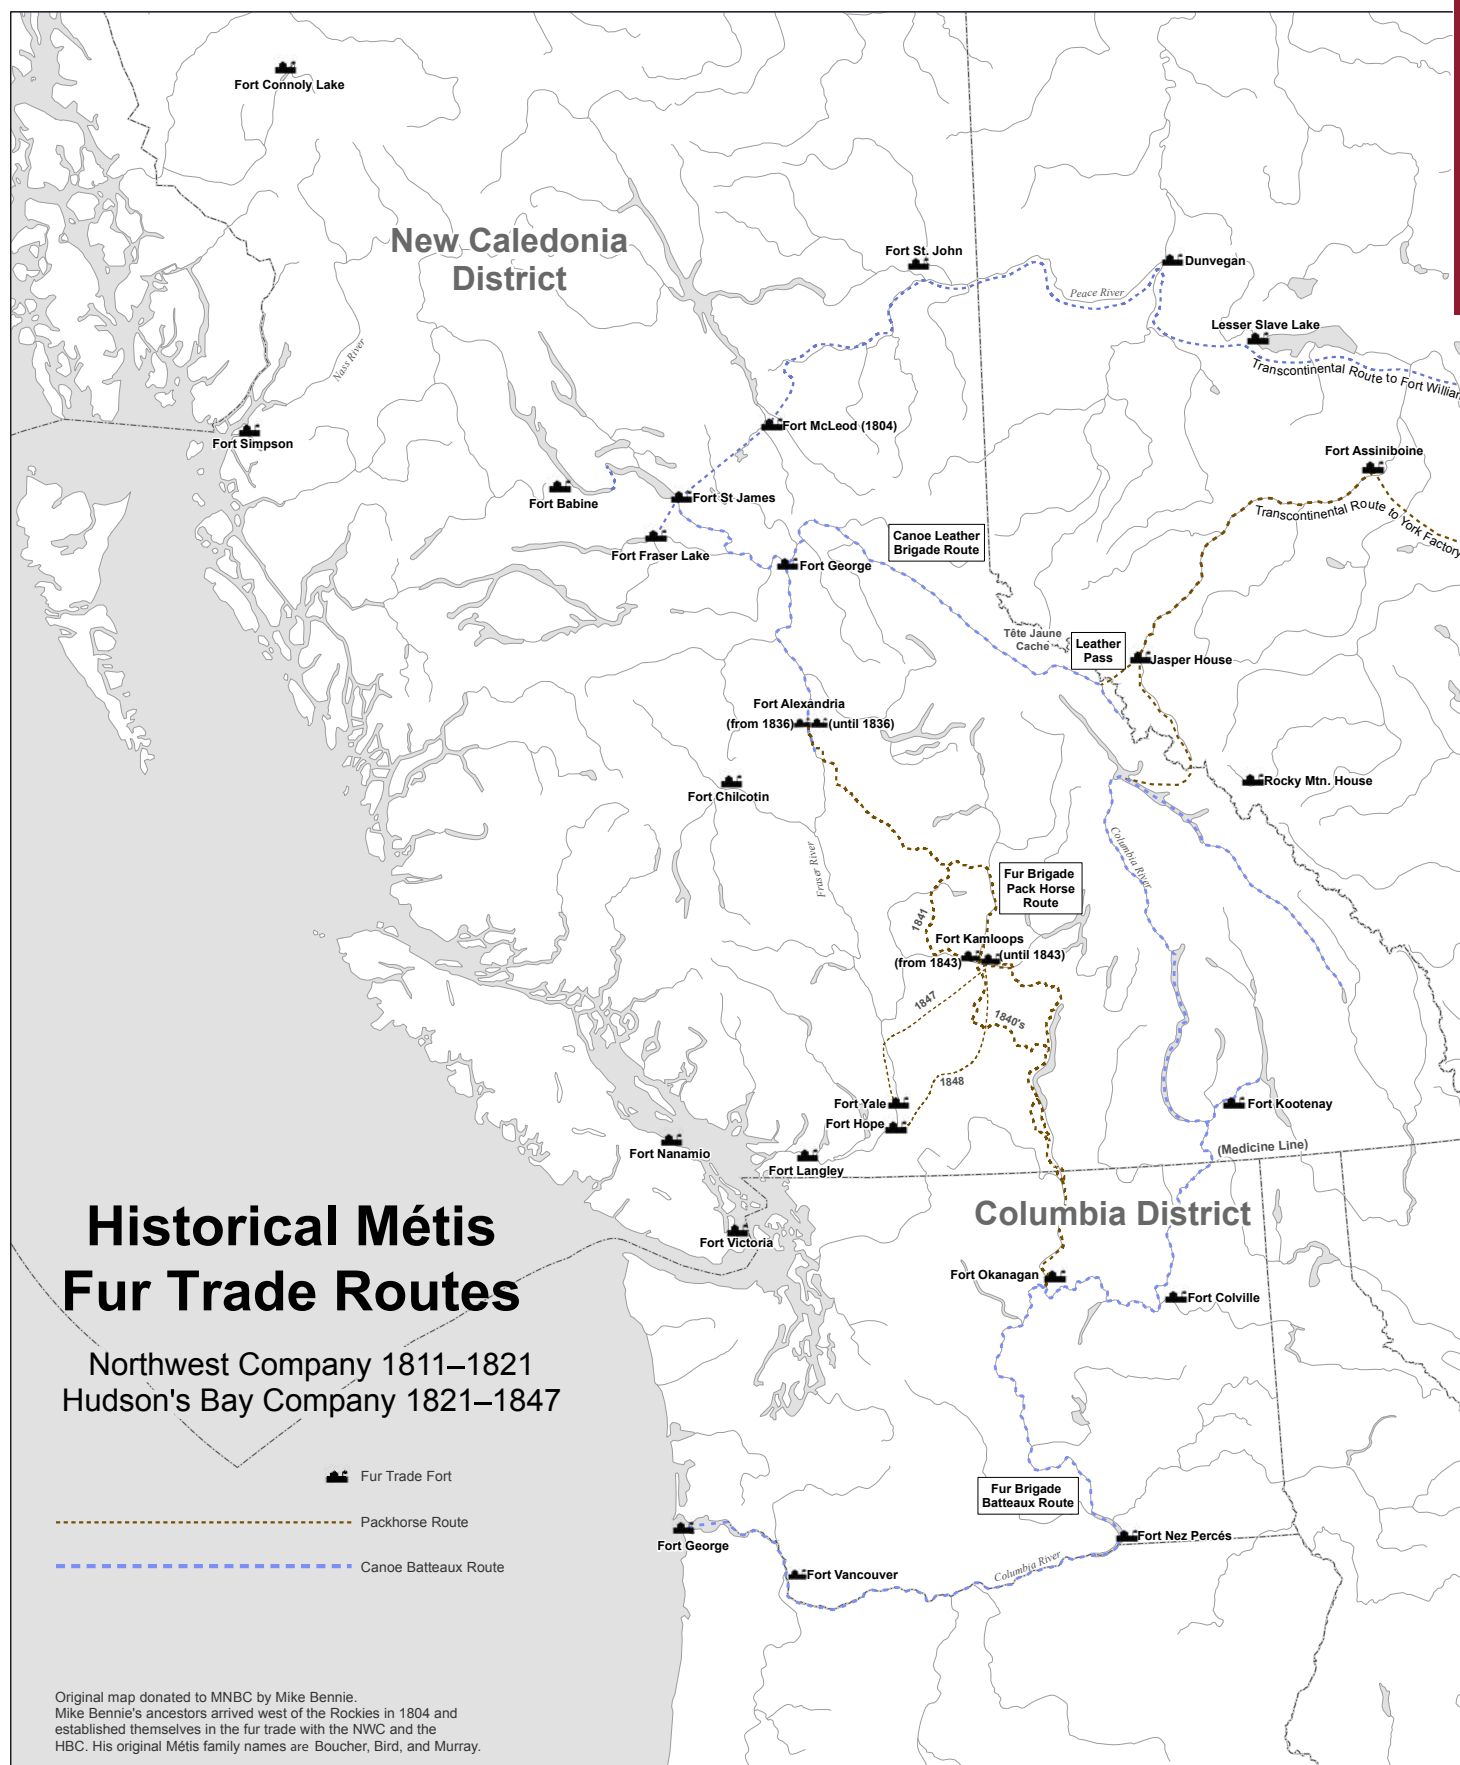 Fort Connoly Lake
New Caledonia
District
Fort St. John
Dunvegan
Peace River
Lesser Slave Lake
Nass River
Transcontinental Route to Fort William
Fort Simpson
Fort McLeod (1804)
Fort Assiniboine
Fort Babine
Fort St James
Transcontinental Route to York Factory
Canoe Leather
Brigade Route
Fort Fraser Lake
Fort George
Tête Jaune
Cache
Leather
Pass
Jasper House
Fort Alexandria
(from 1836)
(until 1836)
Rocky Mtn. House
Fort Chilcotin
Columbia River
Fraser River
Fur Brigade
Pack Horse
Route
1841
Fort Kamloops
(from 1843)
(until 1843)
1847
1840's
1848
Fort Yale
Fort Kootenay
Fort Hope
(Medicine Line)
Fort Nanamio
Fort Langley
Historical Métis
Fur Trade Routes
Columbia District
Fort Victoria
Fort Okanagan
Fort Colville
Northwest Company 1811–1821
Hudson's Bay Company 1821–1847
Fur Trade Fort
Fur Brigade
Batteaux Route
Packhorse Route
Fort George
Fort Nez Percés
Canoe Batteaux Route
Fort Vancouver
Columbia River
Original map donated to MNBC by Mike Bennie.
Mike Bennie's ancestors arrived west of the Rockies in 1804 and
established themselves in the fur trade with the NWC and the
HBC. His original Métis family names are Boucher, Bird, and Murray.